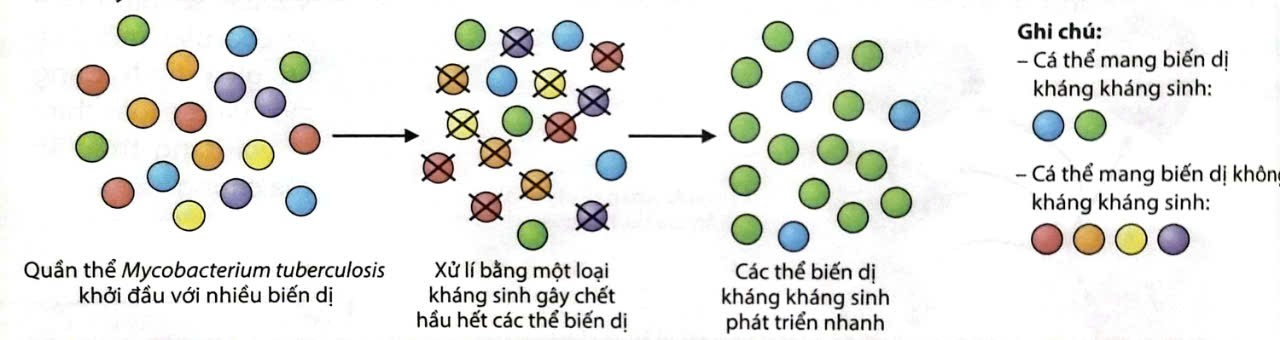 Quần thể Mycobacterium tuberculosis
khởi đầu với nhiều biến dị
Xử lí bằng một loại
kháng sinh gây chết
hầu hết các thể biến dị
Các thể biến dị
kháng kháng sinh
phát triển nhanh
Ghi chú:
– Cá thể mang biến dị
kháng kháng sinh:
– Cá thể mang biến dị không
kháng kháng sinh: